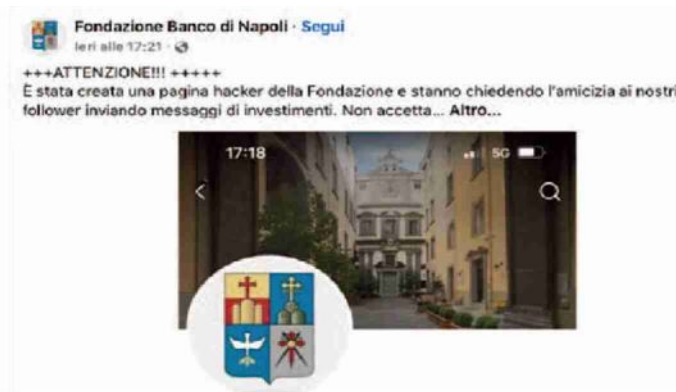 Fondazione Banco di Napoli · Segui
Ieri alle 17:21 ·
+++ATTENZIONE!!! +++++
È stata creata una pagina hacker della Fondazione e stanno chiedendo l'amicizia ai nostri
follower inviando messaggi di investimenti. Non accetta... Altro...
17:18
5G